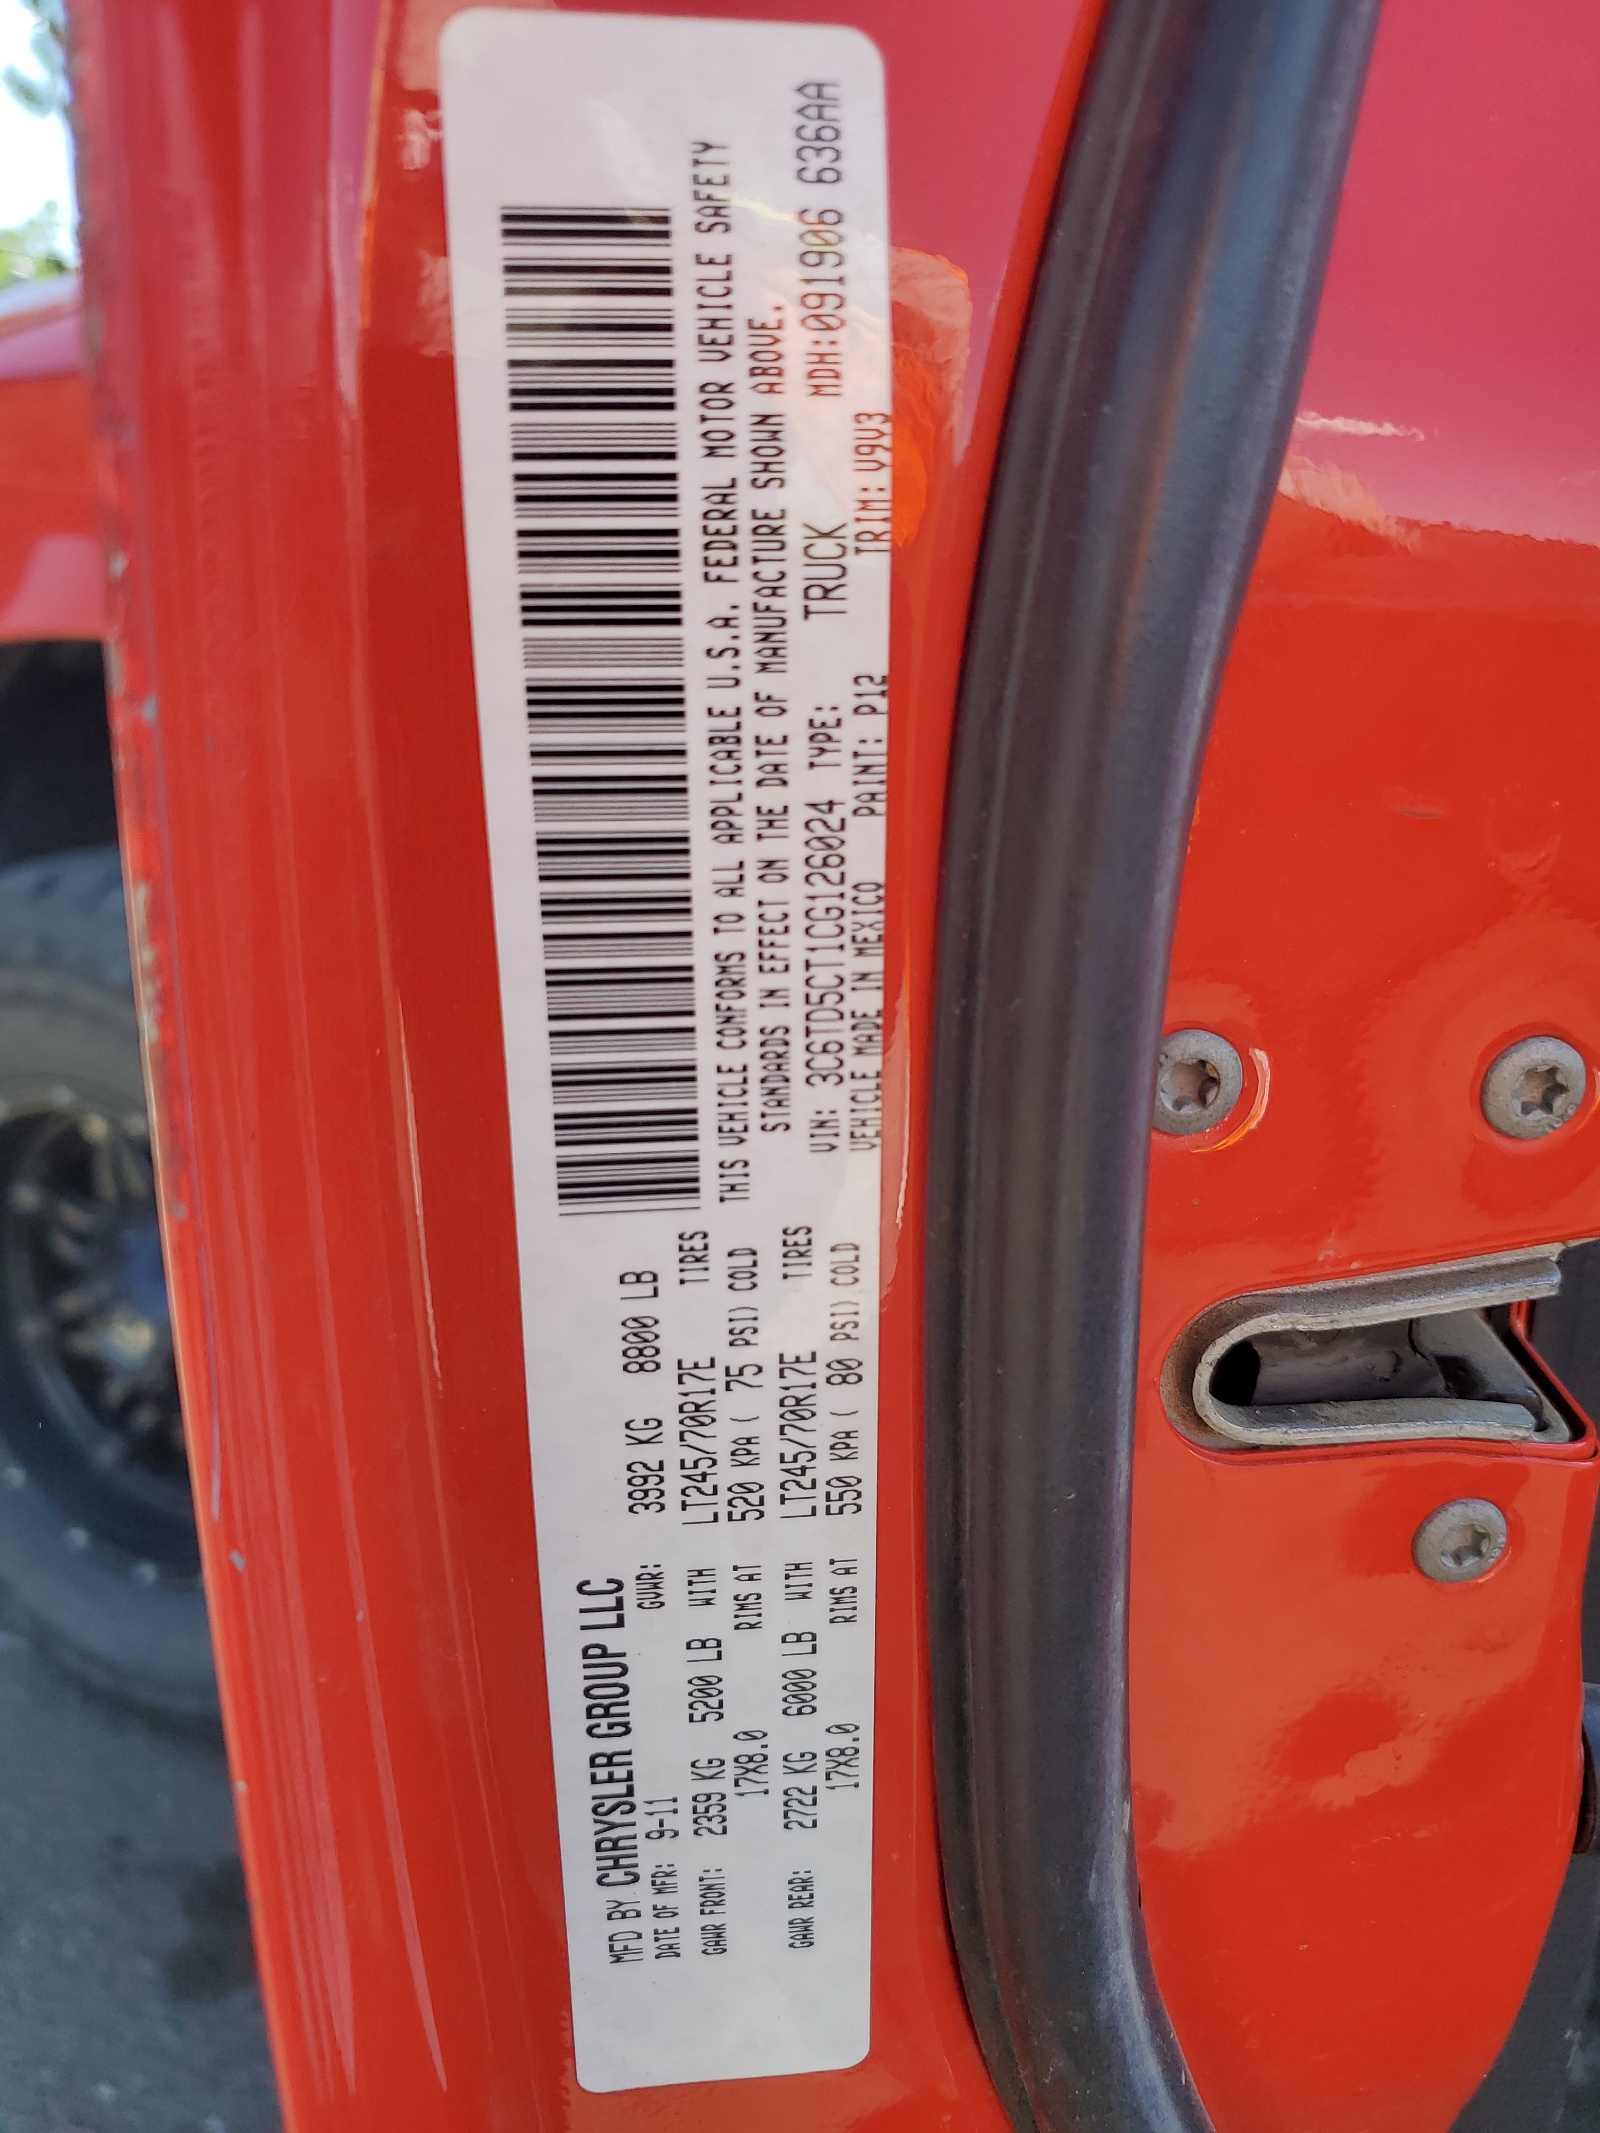 MFD BY CHRYSLER GROUP LLC
DATE OF MFR: 9-11 GVWR: 3992 KG 8800 LB
GAWR FRONT: 2359 KG 5200 LB WITH LT245/70R17E TIRES
17X8.0 RIMS AT 520 KPA ( 75 PSI) COLD
GAWR REAR: 2722 KG 6000 LB WITH LT245/70R17E TIRES
17X8.0 RIMS AT 550 KPA ( 80 PSI) COLD
THIS VEHICLE CONFORMS TO ALL APPLICABLE U.S.A. FEDERAL MOTOR VEHICLE SAFETY
STANDARDS IN EFFECT ON THE DATE OF MANUFACTURE SHOWN ABOVE.
VIN: 3C6TD5CT1CG126024 TYPE: TRUCK MDH:091906 636AA
VEHICLE MADE IN MEXICO PAINT: P12 TRIM: V9V3